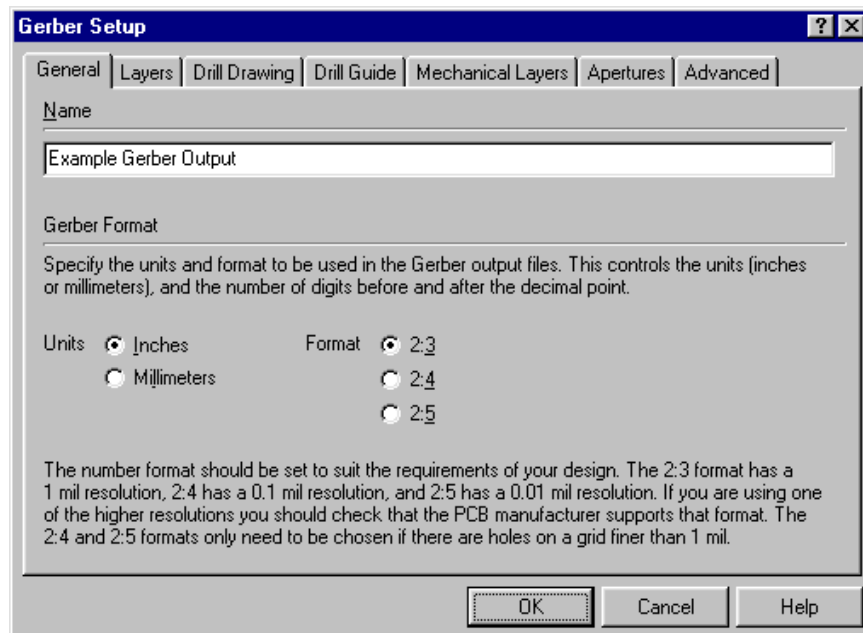 Gerber Setup
General Layers Drill Drawing Drill Guide Mechanical Layers Apertures Advanced
Name
Example Gerber Output
Gerber Format
Specify the units and format to be used in the Gerber output files. This controls the units (inches
or millimeters), and the number of digits before and after the decimal point.
Units Inches Format 2:3
Millimeters 2:4
2:5
The number format should be set to suit the requirements of your design. The 2:3 format has a
1 mil resolution, 2:4 has a 0.1 mil resolution, and 2:5 has a 0.01 mil resolution. If you are using one
of the higher resolutions you should check that the PCB manufacturer supports that format. The
2:4 and 2:5 formats only need to be chosen if there are holes on a grid finer than 1 mil.
OK Cancel Help